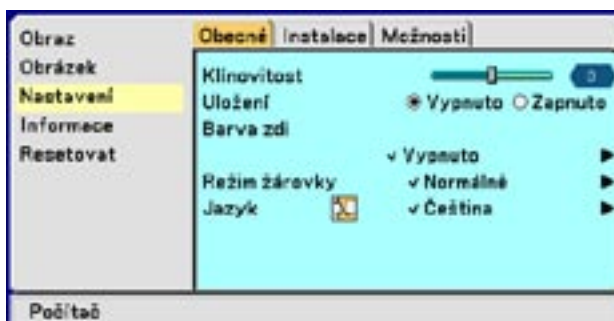 Obraz
Obrázek
Nastavení
Informace
Resetovat
Obecné Instalace Možnosti
Klínovitost 0
Uložení Vypnuto Zapnuto
Barva zdi
Vypnuto
Režim žárovky Normálně
Jazyk Čeština
Počítač